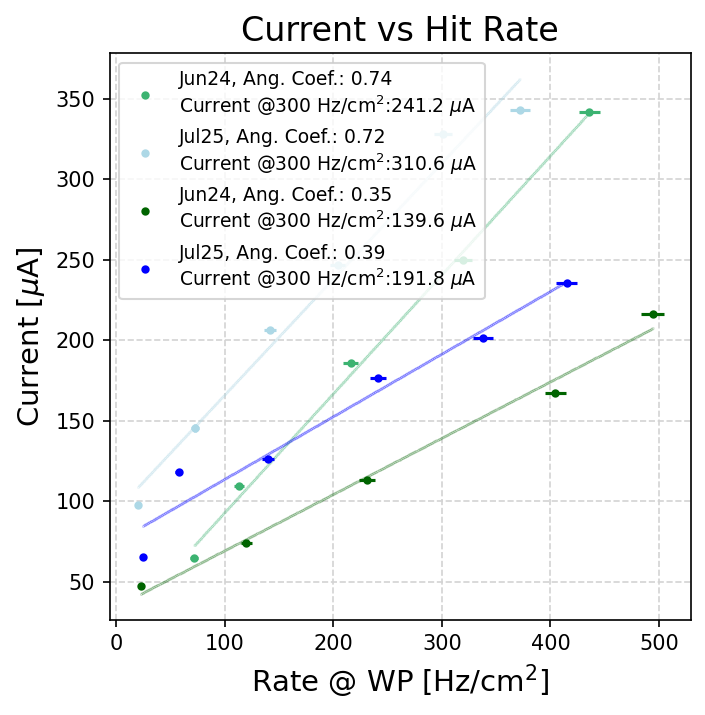 Current vs Hit Rate
Jun24, Ang. Coef.: 0.74
Current @300 Hz/cm²:241.2 μA
Jul25, Ang. Coef.: 0.72
Current @300 Hz/cm²:310.6 μA
Jun24, Ang. Coef.: 0.35
Current @300 Hz/cm²:139.6 μA
Jul25, Ang. Coef.: 0.39
Current @300 Hz/cm²:191.8 μA
Current [μA]
350
300
250
200
150
100
50
0 100 200 300 400 500
Rate @ WP [Hz/cm²]